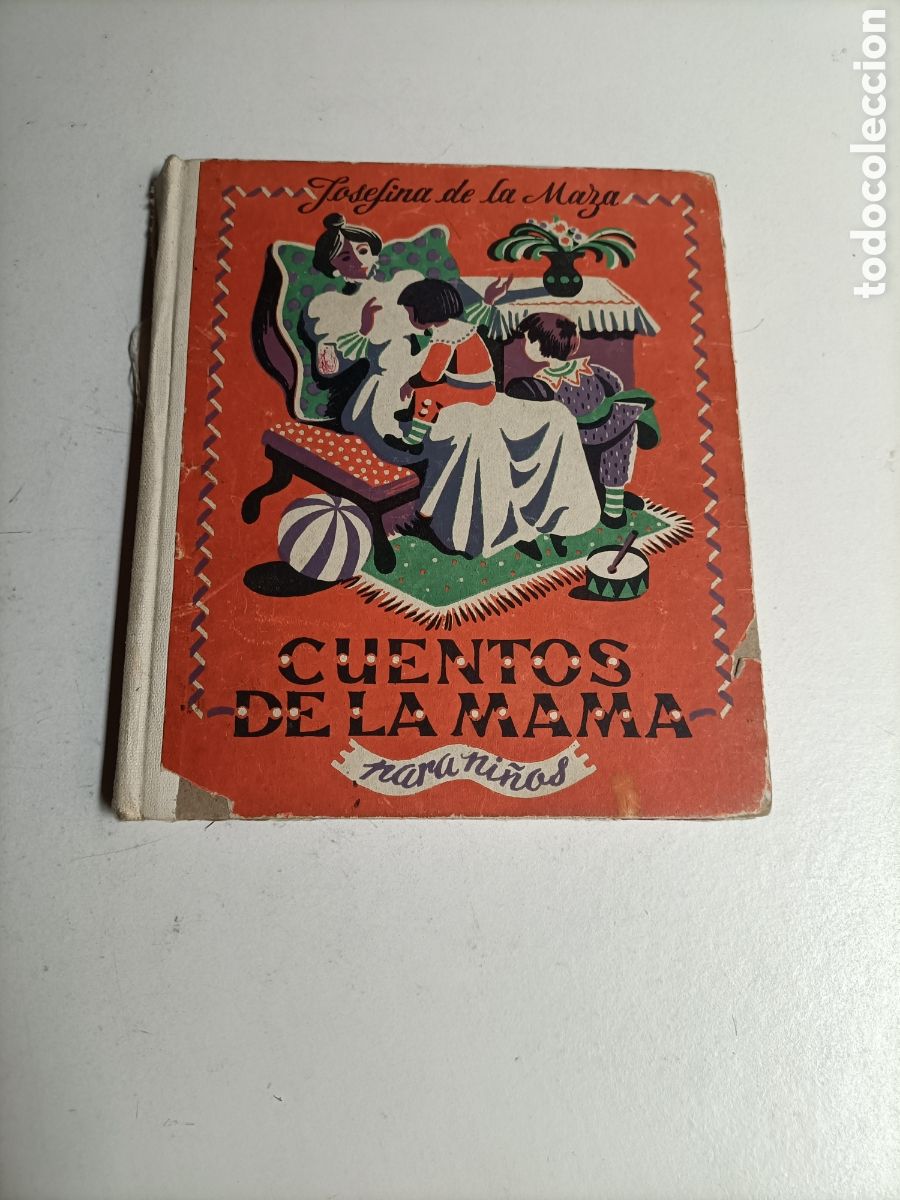 Josefina de la Maza
CUENTOS
DE LA MAMA
para niños
todocoleccion